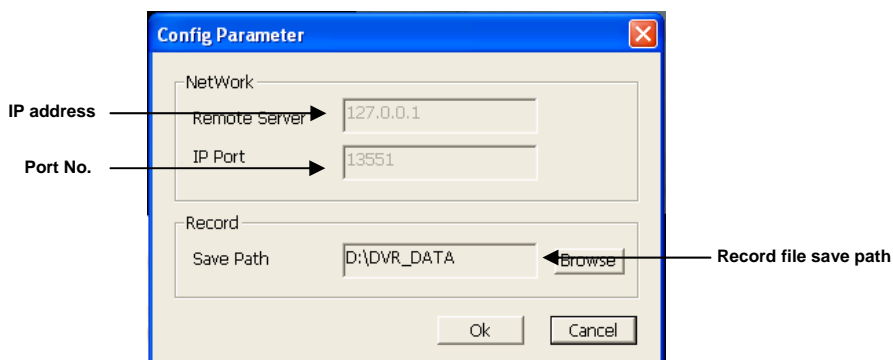 Config Parameter
NetWork
IP address
Remote Server
127.0.0.1
IP Port
13551
Port No.
Record
Save Path
D:\DVR_DATA
Browse
Record file save path
Ok
Cancel